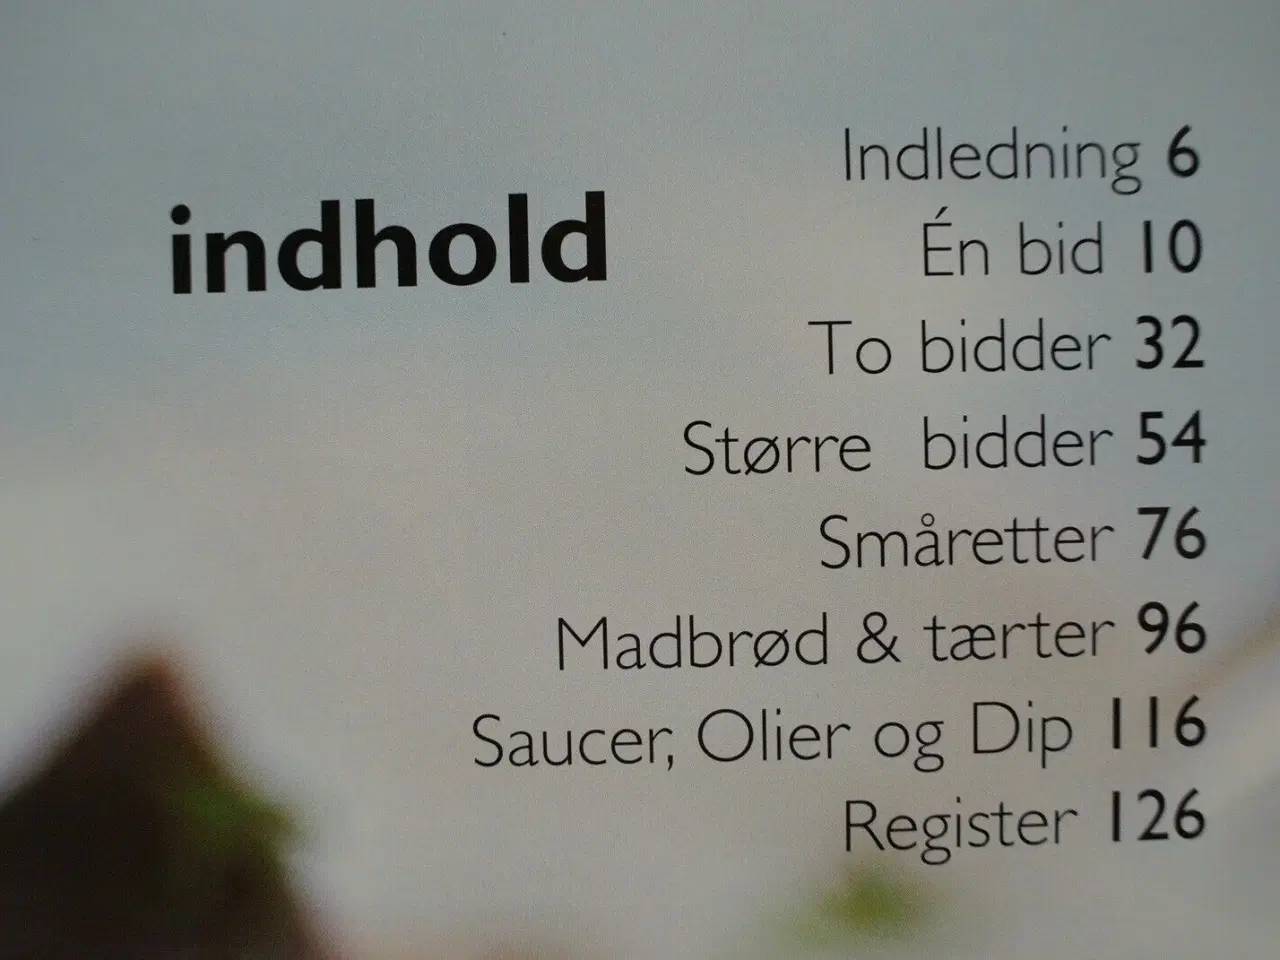 indhold
Indledning 6
Én bid 10
To bidder 32
Større bidder 54
Småretter 76
Madbrød & tærter 96
Saucer, Olier og Dip 116
Register 126